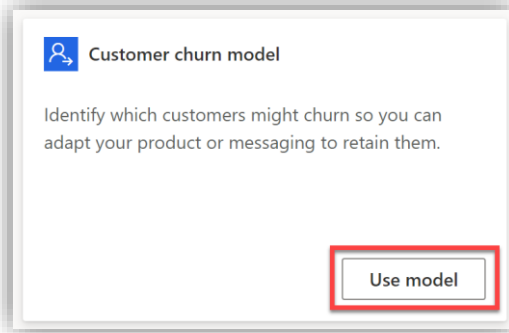 Customer churn model
Identify which customers might churn so you can
adapt your product or messaging to retain them.
Use model